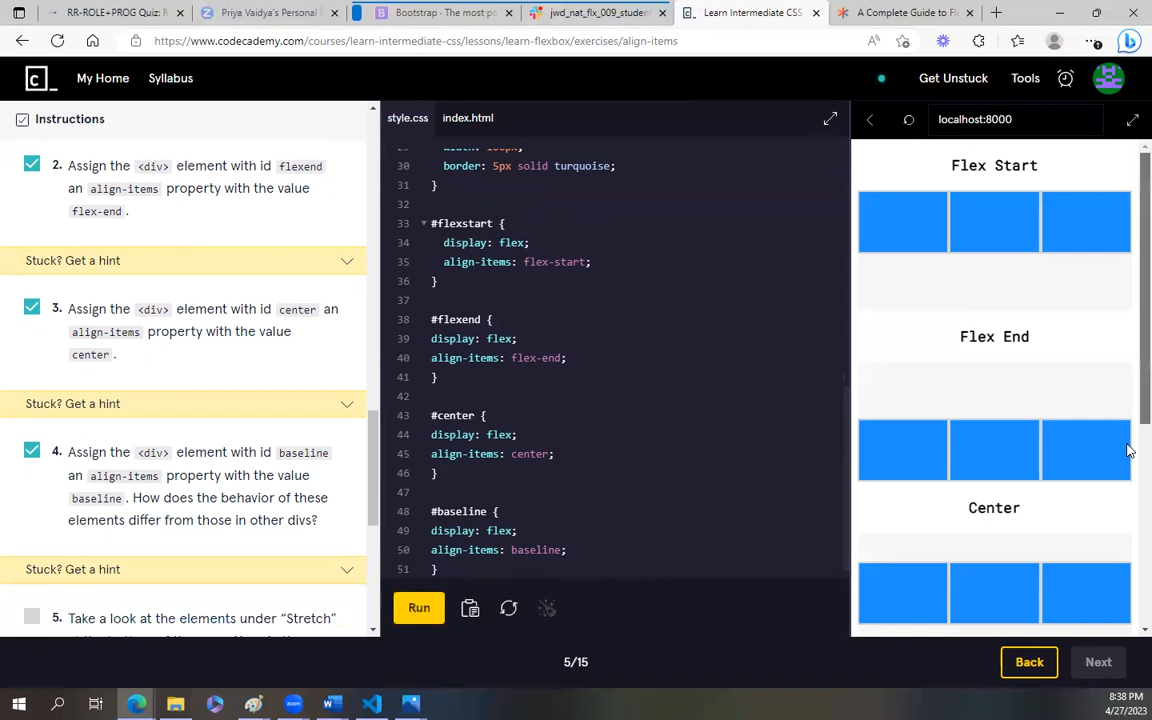 RR-ROLE+PROG Quiz: R
Priya Vaidya's Personal
Bootstrap - The most po
jwd_nat_flx_009_student
Learn Intermediate CSS
A Complete Guide to Fl
https://www.codecademy.com/courses/learn-intermediate-css/lessons/learn-flexbox/exercises/align-items
My Home
Syllabus
Get Unstuck
Tools
Instructions
2. Assign the <div> element with id flexend
an align-items property with the value
flex-end .
Stuck? Get a hint
3. Assign the <div> element with id center an
align-items property with the value
center .
Stuck? Get a hint
4. Assign the <div> element with id baseline
an align-items property with the value
baseline . How does the behavior of these
elements differ from those in other divs?
Stuck? Get a hint
5. Take a look at the elements under “Stretch”
style.css
index.html
30 border: 5px solid turquoise;
31 }
32
33 #flexstart {
34 display: flex;
35 align-items: flex-start;
36 }
37
38 #flexend {
39 display: flex;
40 align-items: flex-end;
41 }
42
43 #center {
44 display: flex;
45 align-items: center;
46 }
47
48 #baseline {
49 display: flex;
50 align-items: baseline;
51 }
Run
localhost:8000
Flex Start
Flex End
Center
5/15
Back
Next
8:38 PM
4/27/2023